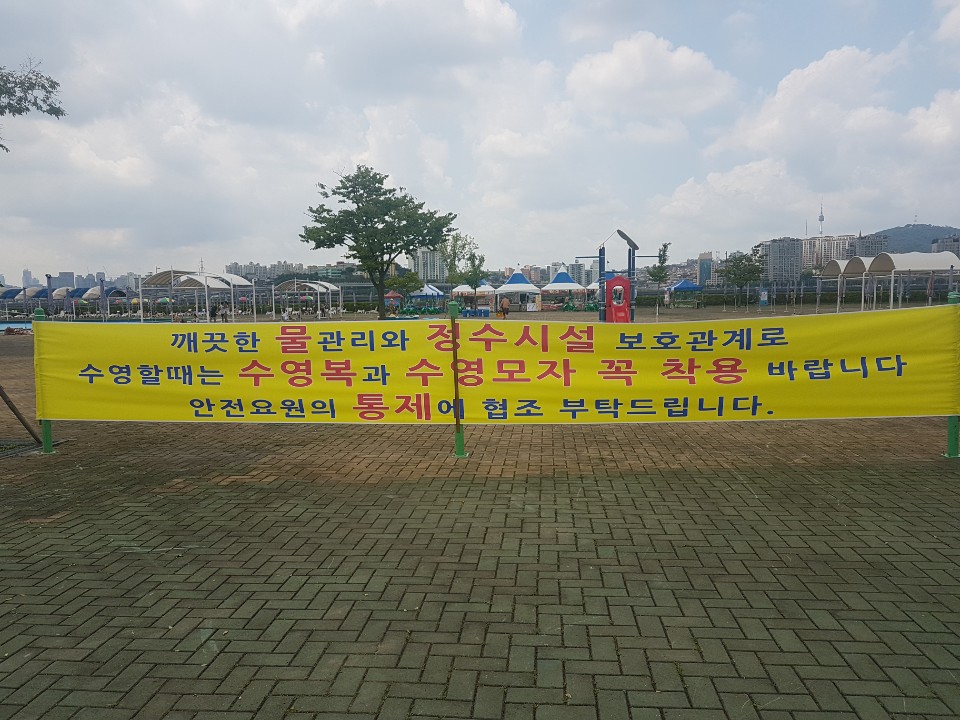 깨끗한 물관리와 정수시설 보호관계로
수영할때는 수영복과 수영모자 꼭 착용 바랍니다
안전요원의 통제에 협조 부탁드립니다.